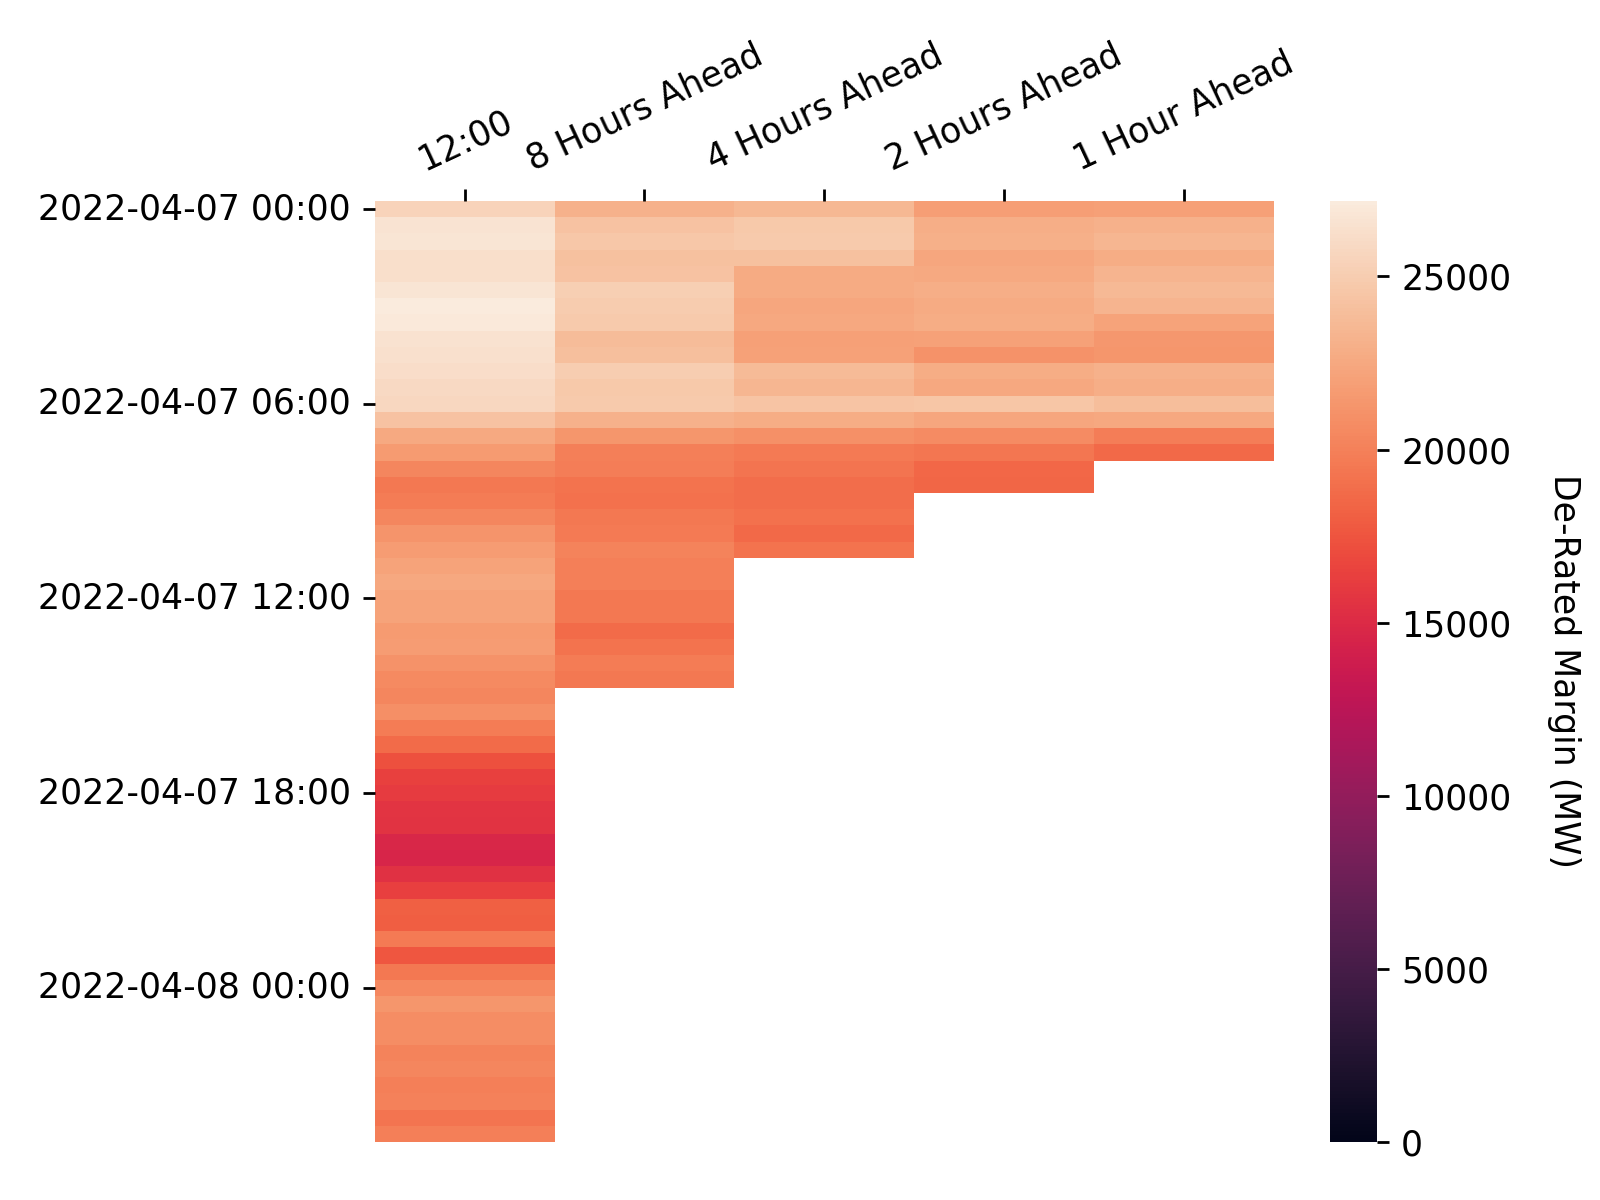 12:00
8 Hours Ahead
4 Hours Ahead
2 Hours Ahead
1 Hour Ahead
2022-04-07 00:00
2022-04-07 06:00
2022-04-07 12:00
2022-04-07 18:00
2022-04-08 00:00
25000
20000
15000
10000
5000
0
De-Rated Margin (MW)